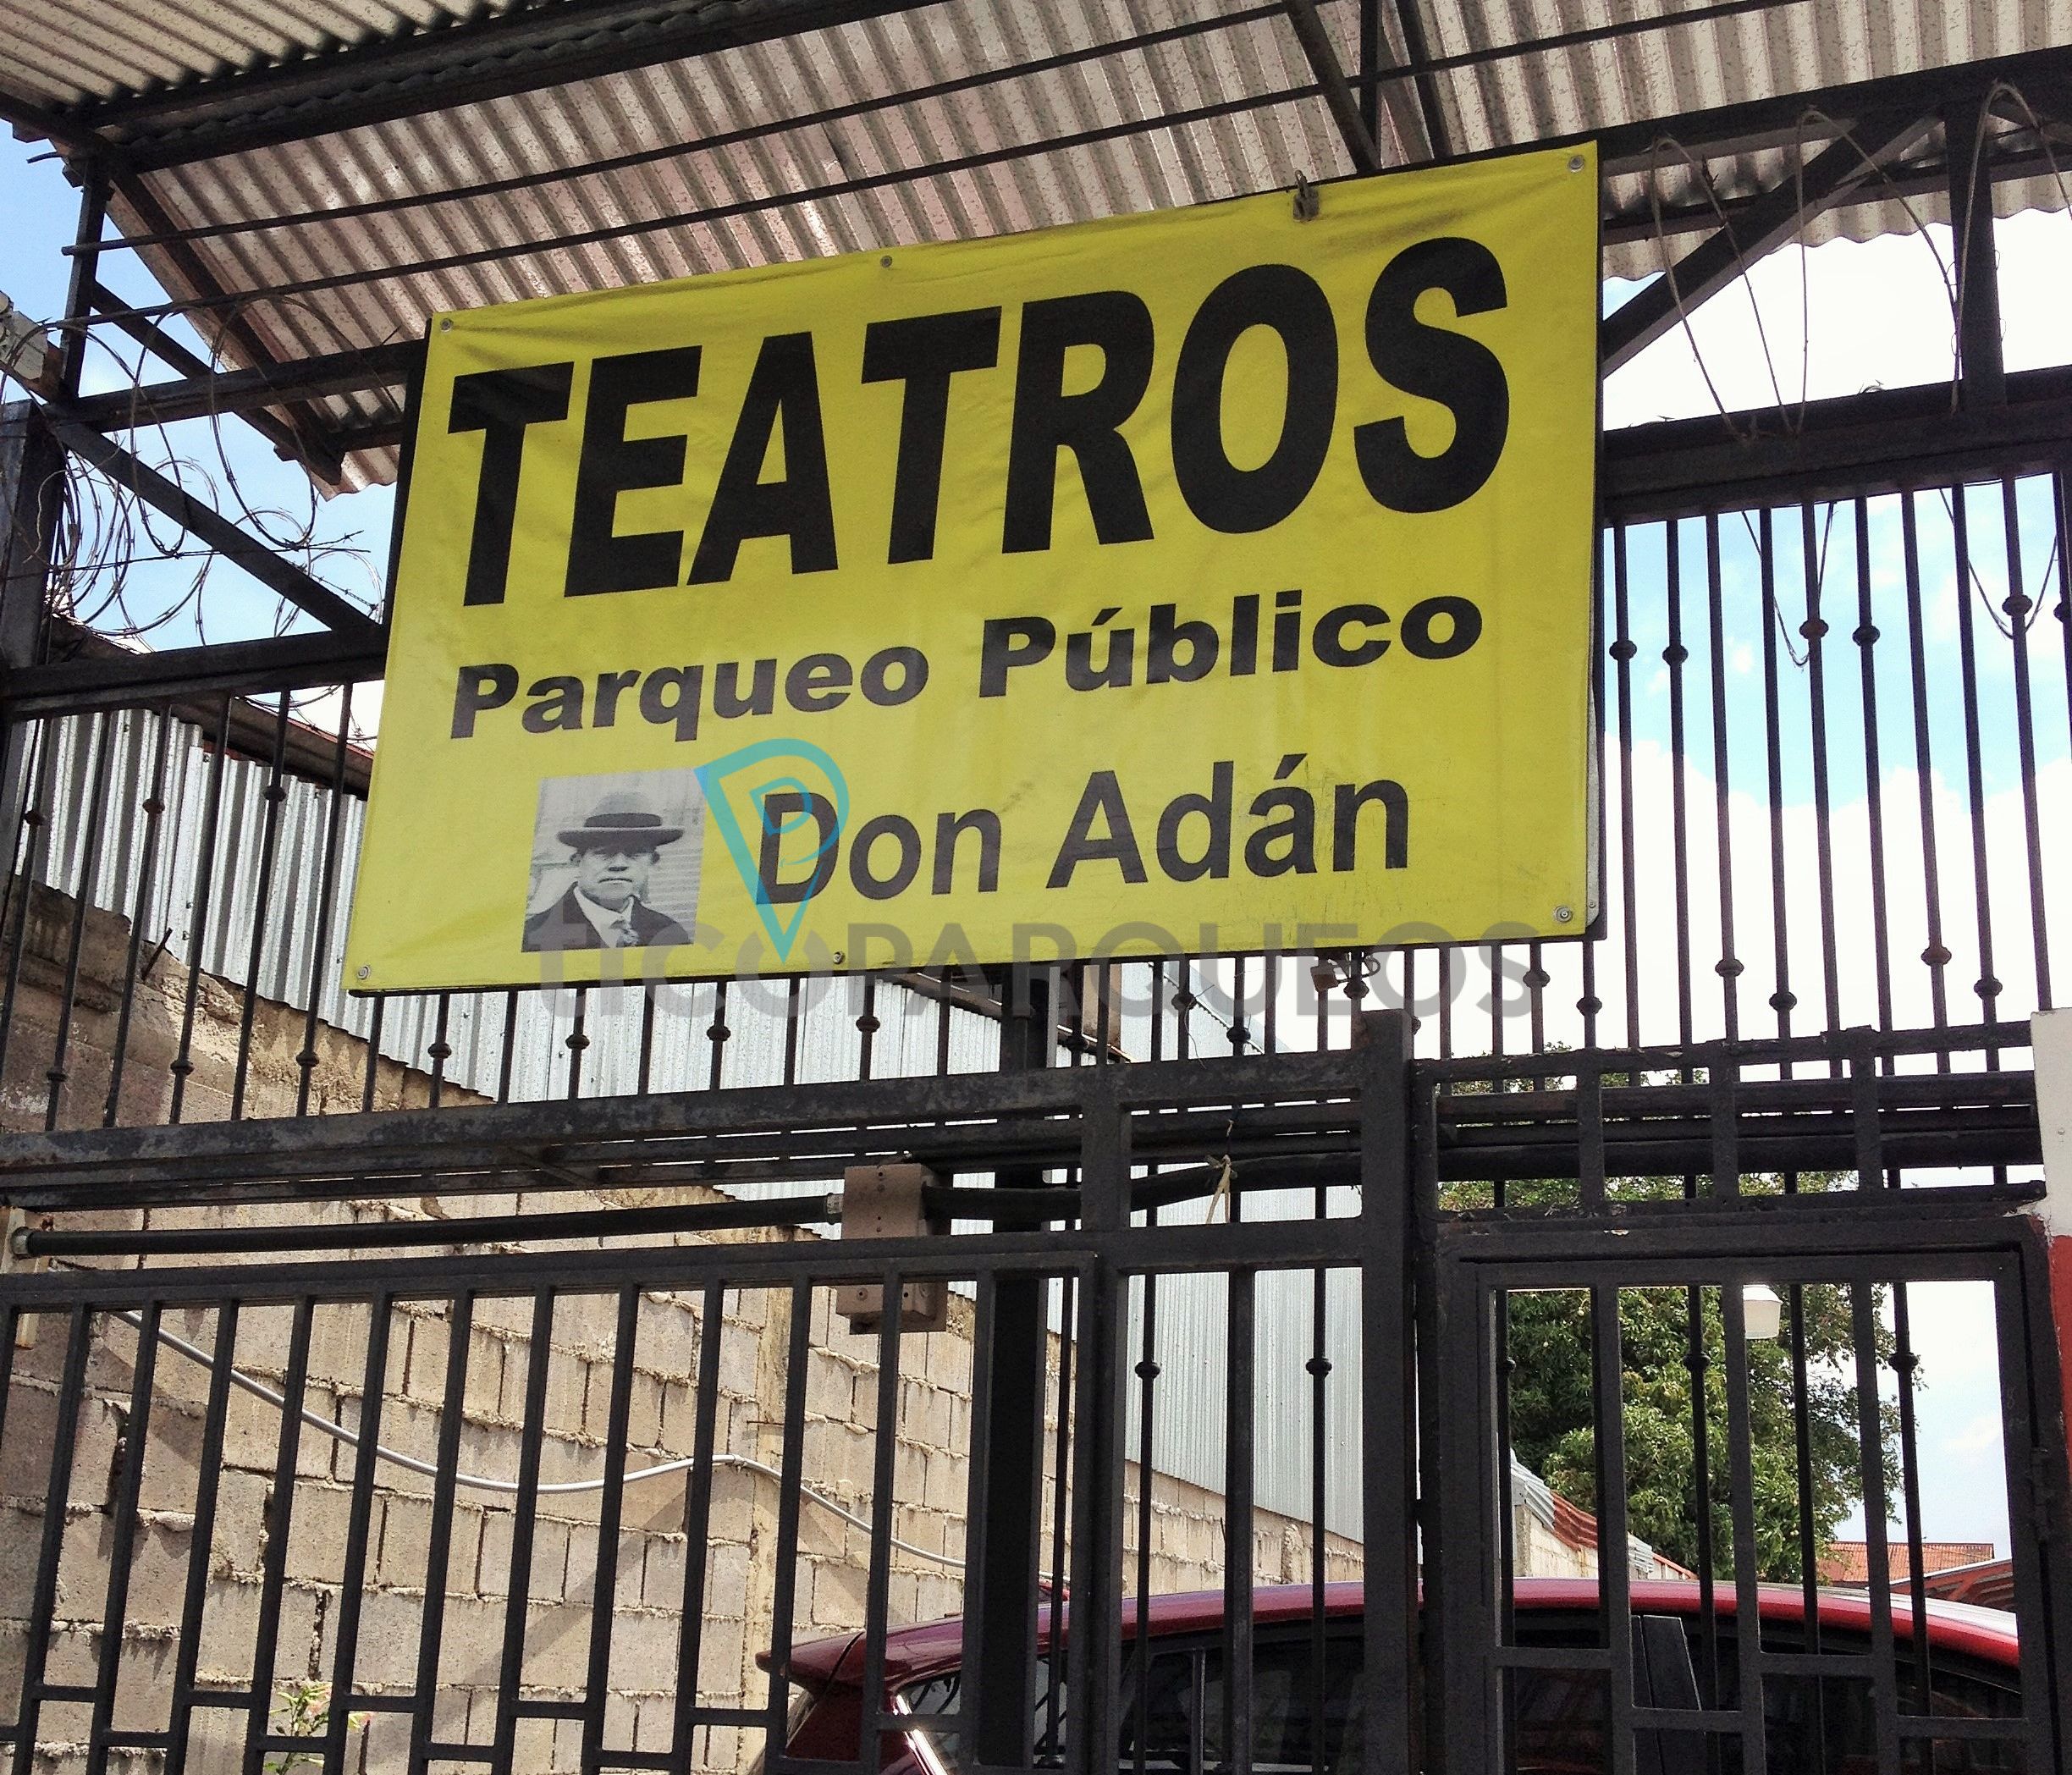 TEATROS
Parqueo Público
Don Adán
tICOPARQUEOS